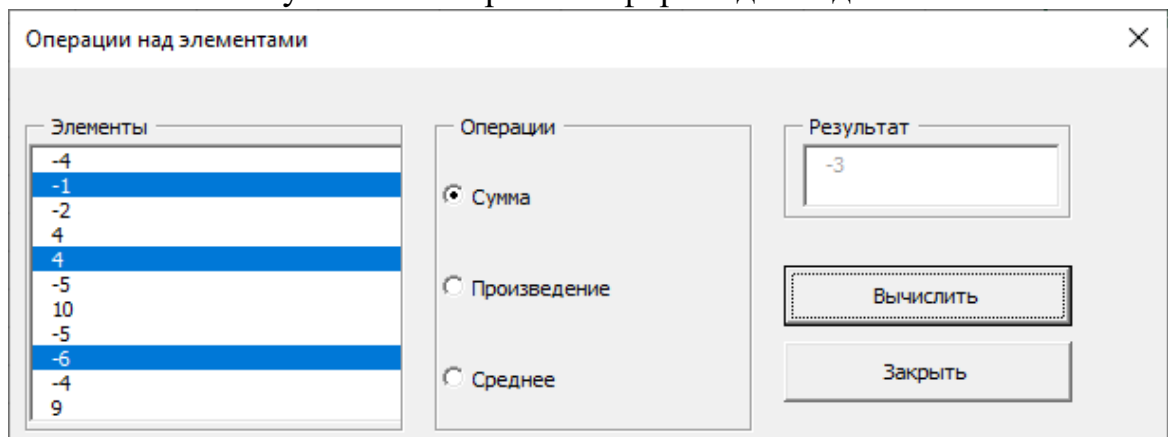 Операции над элементами
Элементы
-4
-1
-2
4
4
-5
10
-5
-6
-4
9
Операции
Сумма
Произведение
Среднее
Результат
-3
Вычислить
Закрыть